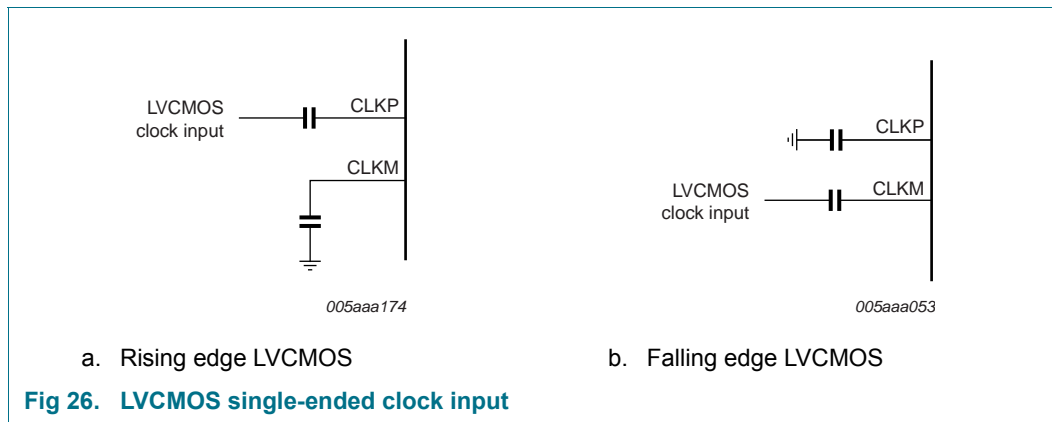 LVCMOS
clock input
CLKP
CLKM
005aaa174
a. Rising edge LVCMOS
CLKP
LVCMOS
clock input
CLKM
005aaa053
b. Falling edge LVCMOS
Fig 26. LVCMOS single-ended clock input